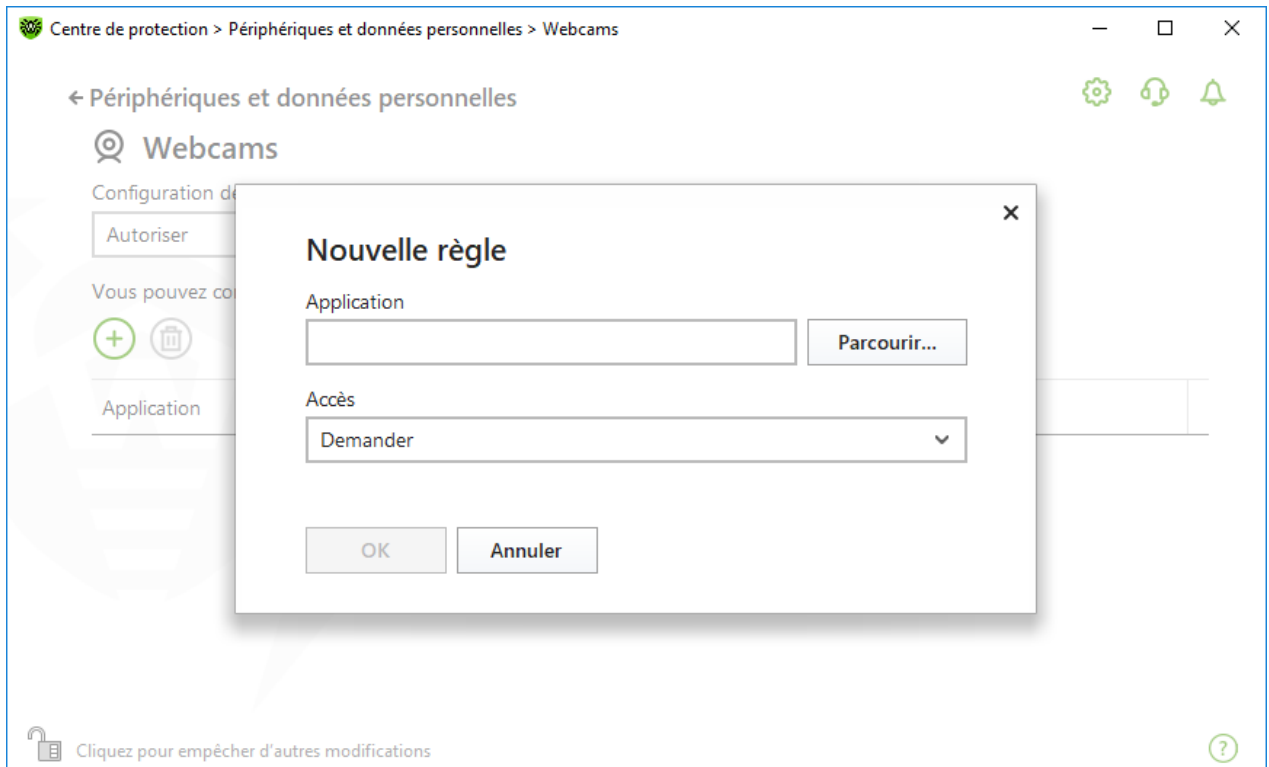 Centre de protection > Périphériques et données personnelles > Webcams
Périphériques et données personnelles
Webcams
Configuration
Autoriser
Vous pouvez
Nouvelle règle
Application
Parcourir...
Accès
Demander
OK
Annuler
Application
Cliquez pour empêcher d'autres modifications
?